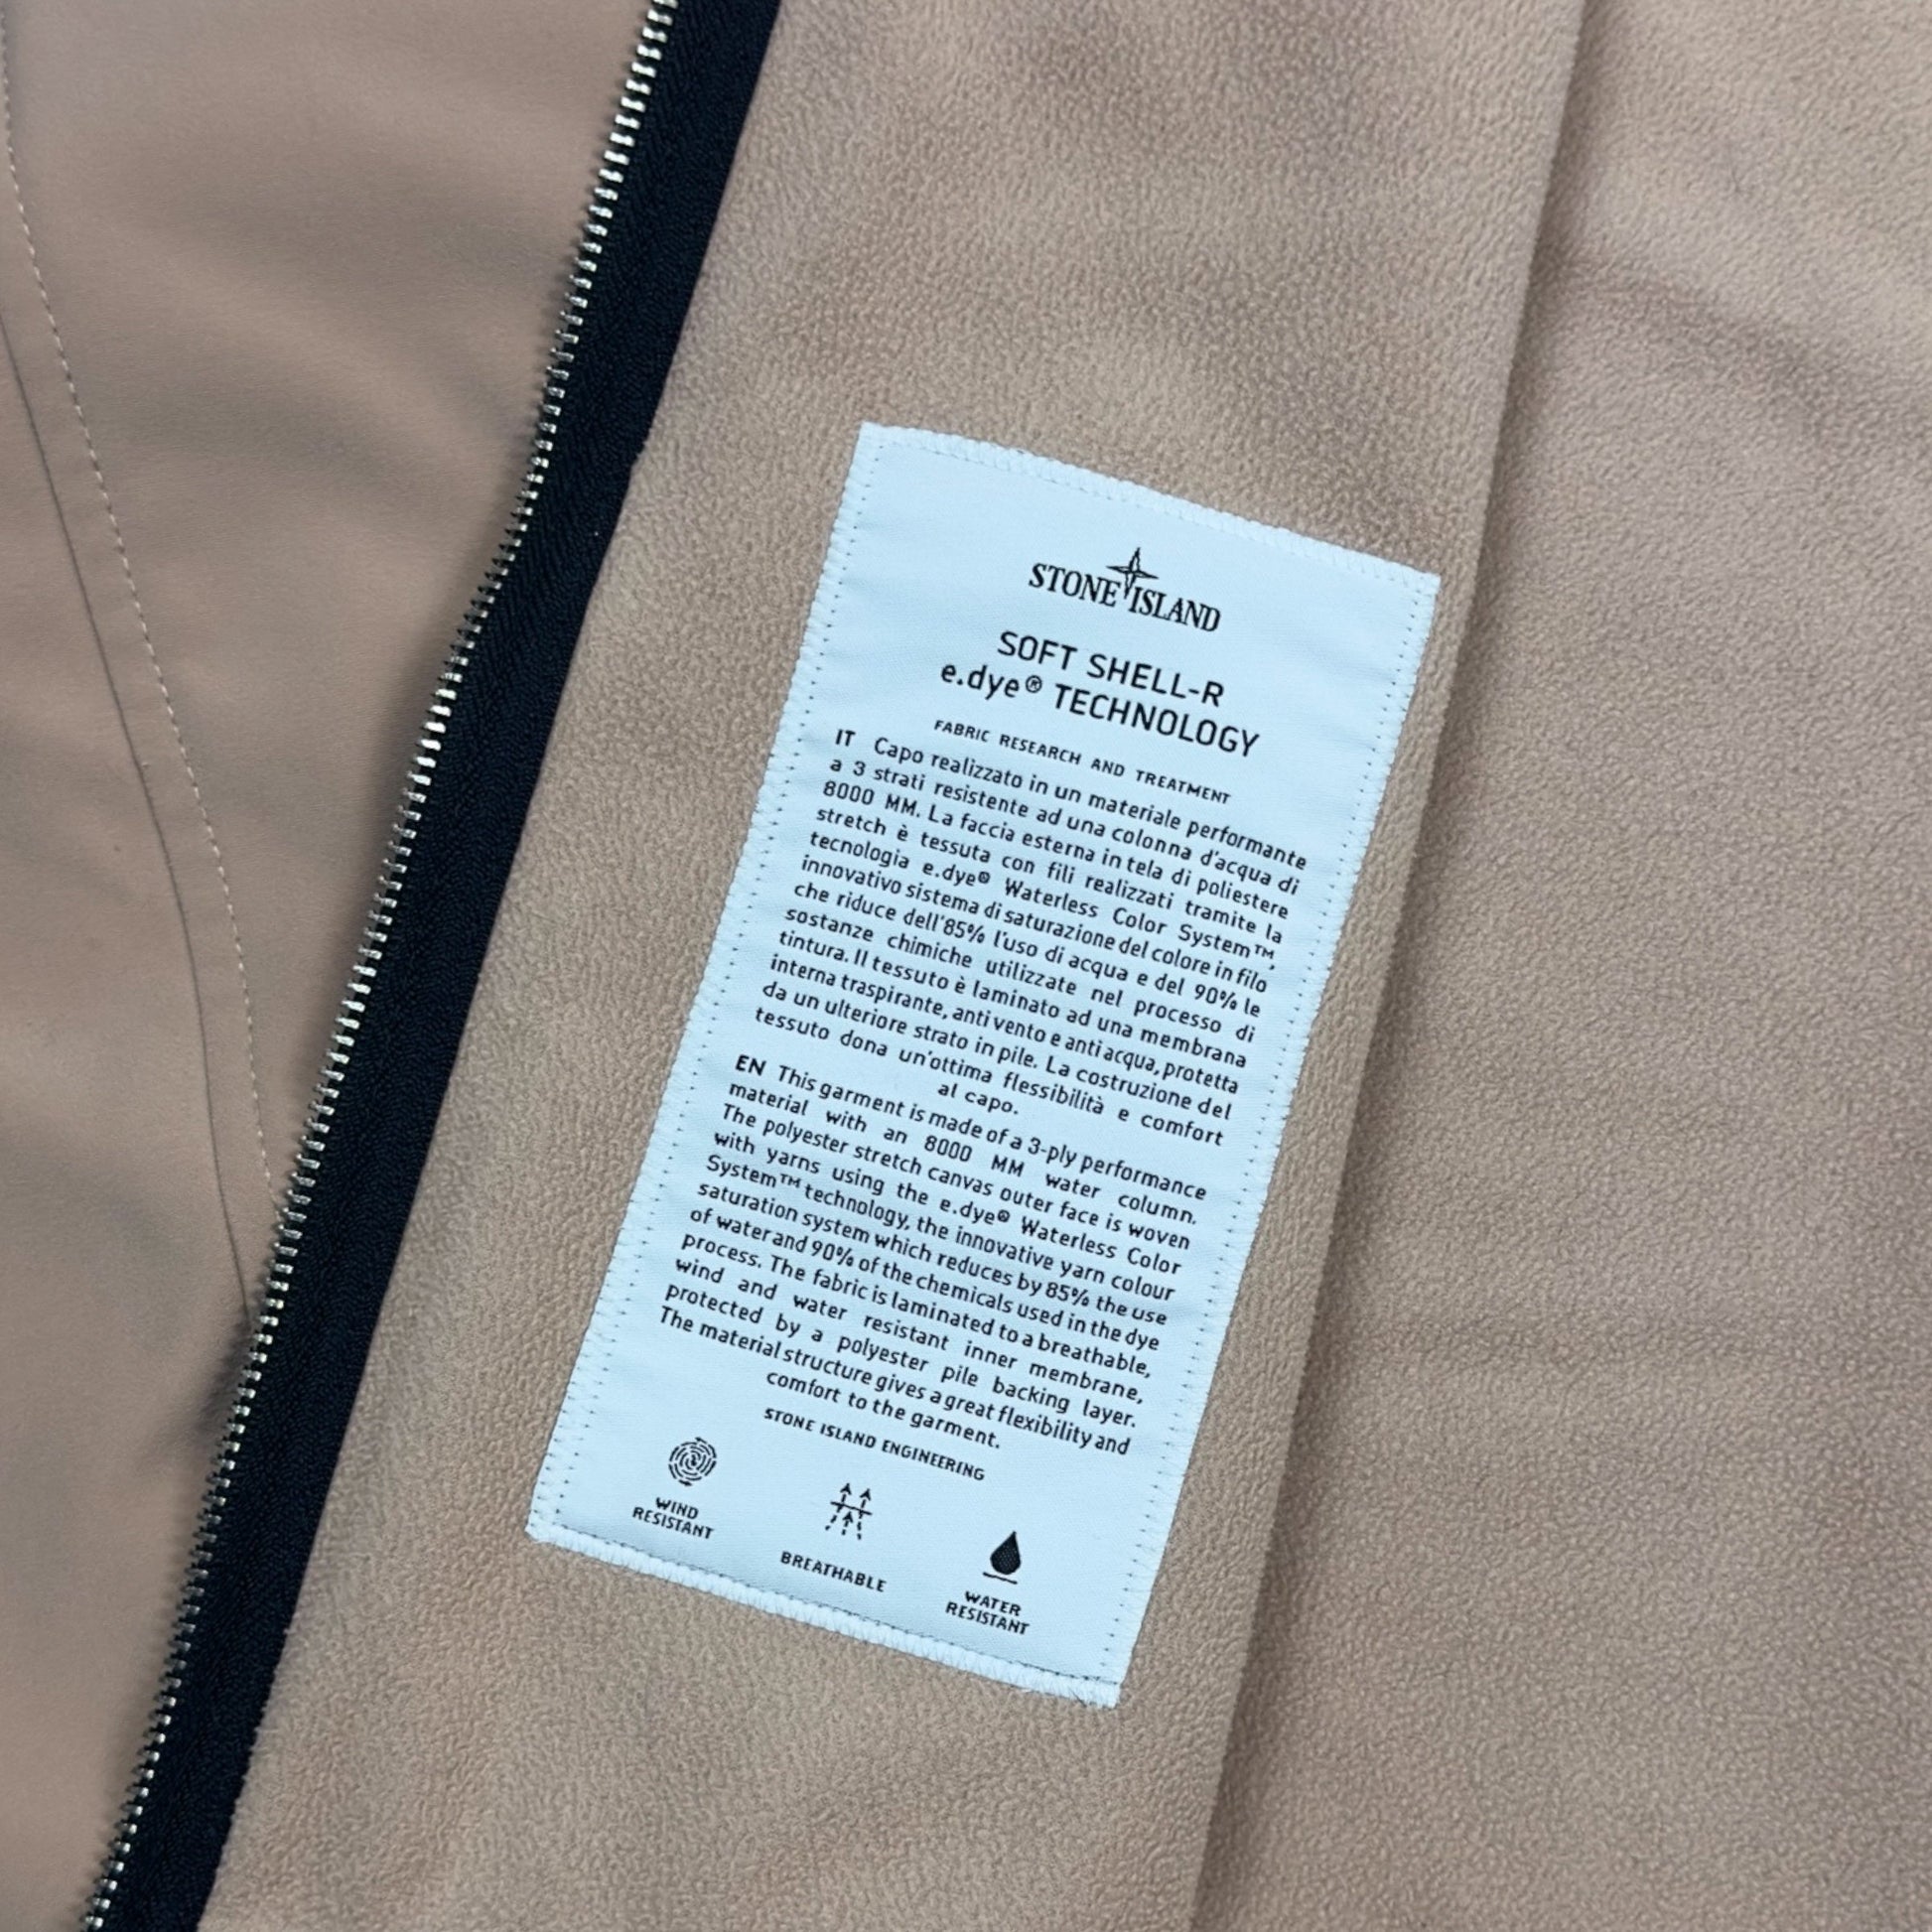 STONE ISLAND
SOFT SHELL-R
e.dye® TECHNOLOGY
FABRIC RESEARCH AND TREATMENT
IT Capo realizzato in un materiale performante
a 3 strati resistente ad una colonna d'acqua di
8000 MM. La faccia esterna in tela di poliestere
stretch è tessuta con fili realizzati tramite la
tecnologia e.dye® Waterless Color System™,
innovativo sistema di saturazione del colore in filo
che riduce dell'85% l'uso di acqua e del 90% le
sostanze chimiche utilizzate nel processo di
tintura. Il tessuto è laminato ad una membrana
interna traspirante, anti vento e anti acqua, protetta
da un ulteriore strato in pile. La costruzione del
tessuto dona un'ottima flessibilità e comfort
al capo.
EN This garment is made of a 3-ply performance
material with an 8000 MM water column.
The polyester stretch canvas outer face is woven
with yarns using the e.dye® Waterless Color
System™ technology, the innovative yarn colour
saturation system which reduces by 85% the use
of water and 90% of the chemicals used in the dye
process. The fabric is laminated to a breathable,
wind and water resistant inner membrane,
protected by a polyester pile backing layer.
The material structure gives a great flexibility and
comfort to the garment.
STONE ISLAND ENGINEERING
WIND
RESISTANT
BREATHABLE
WATER
RESISTANT